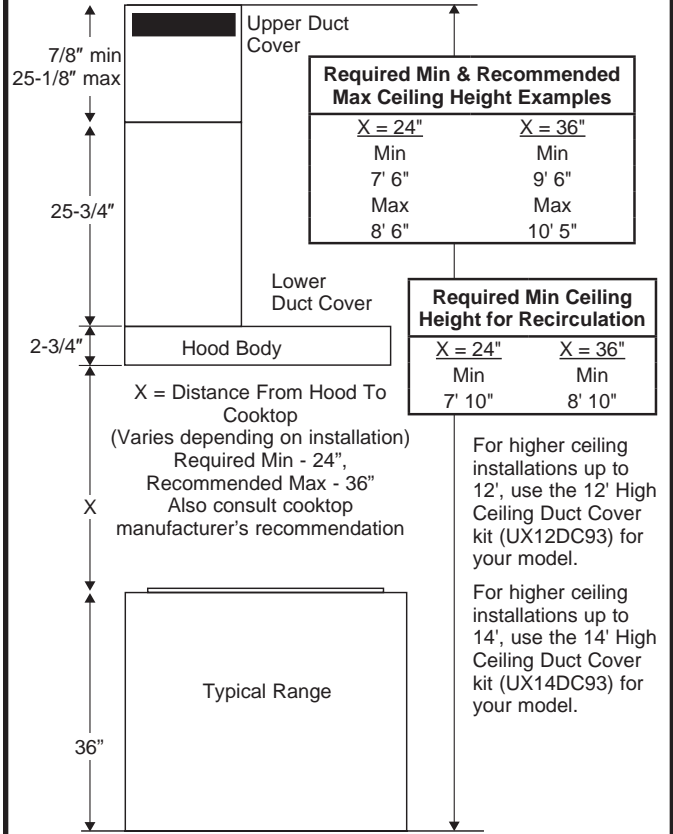 Upper Duct
Cover
7/8" min
25-1/8" max
Required Min & Recommended
Max Ceiling Height Examples
X = 24" X = 36"
Min Min
7' 6" 9' 6"
Max Max
8' 6" 10' 5"
25-3/4"
Lower
Duct Cover
2-3/4"
Hood Body
Required Min Ceiling
Height for Recirculation
X = 24" X = 36"
Min Min
7' 10" 8' 10"
X = Distance From Hood To
Cooktop
(Varies depending on installation)
Required Min - 24”,
Recommended Max - 36”
Also consult cooktop
manufacturer’s recommendation
X
For higher ceiling
installations up to
12', use the 12' High
Ceiling Duct Cover
kit (UX12DC93) for
your model.
For higher ceiling
installations up to
14', use the 14' High
Ceiling Duct Cover
kit (UX14DC93) for
your model.
Typical Range
36”